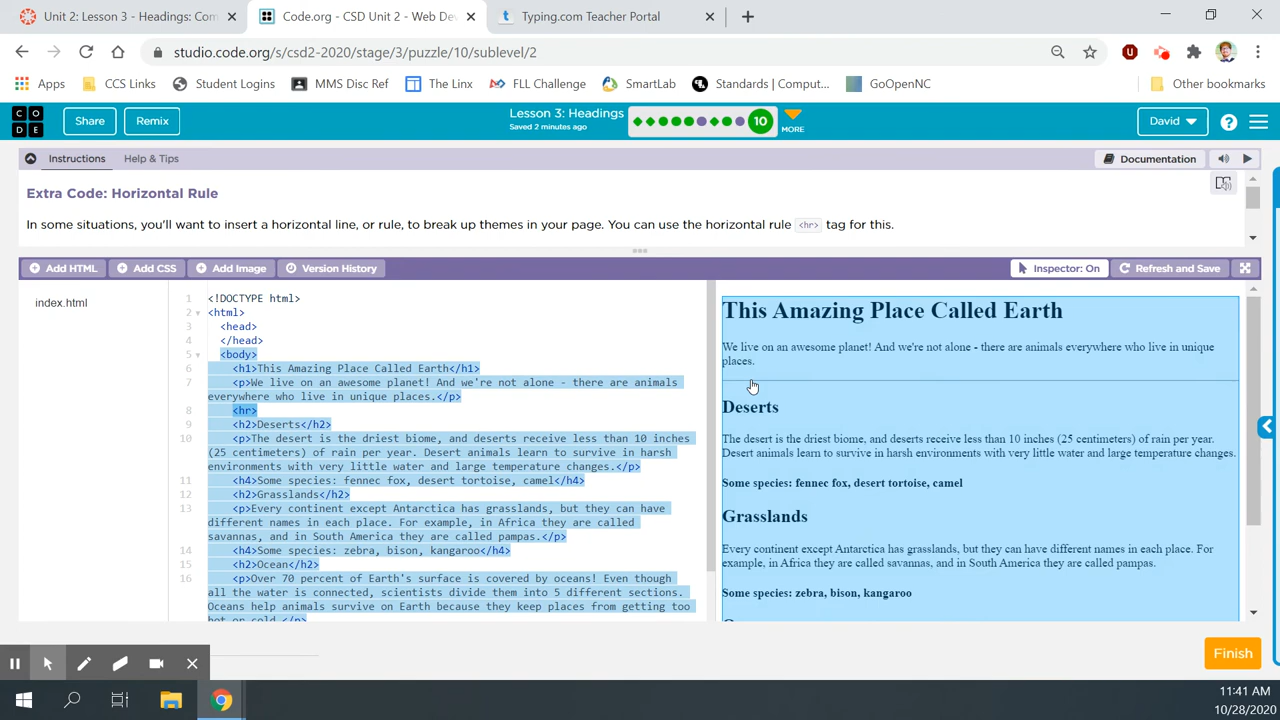 Unit 2: Lesson 3 - Headings: Com
Code.org - CSD Unit 2 - Web De
Typing.com Teacher Portal
studio.code.org/s/csd2-2020/stage/3/puzzle/10/sublevel/2
Apps
CCS Links
Student Logins
MMS Disc Ref
The Linx
FLL Challenge
SmartLab
Standards | Comput...
GoOpenNC
Other bookmarks
CO
DE
Share
Remix
Lesson 3: Headings
Saved 2 minutes ago
10
MORE
David
Instructions
Help & Tips
Documentation
Extra Code: Horizontal Rule
In some situations, you'll want to insert a horizontal line, or rule, to break up themes in your page. You can use the horizontal rule <hr> tag for this.
Add HTML
Add CSS
Add Image
Version History
Inspector: On
Refresh and Save
index.html
1 <!DOCTYPE html>
2 <html>
3 <head>
4 </head>
5 <body>
6 <h1>This Amazing Place Called Earth</h1>
7 <p>We live on an awesome planet! And we're not alone - there are animals
everywhere who live in unique places.</p>
8 <hr>
9 <h2>Deserts</h2>
10 <p>The desert is the driest biome, and deserts receive less than 10 inches
(25 centimeters) of rain per year. Desert animals learn to survive in harsh
environments with very little water and large temperature changes.</p>
11 <h4>Some species: fennec fox, desert tortoise, camel</h4>
12 <h2>Grasslands</h2>
13 <p>Every continent except Antarctica has grasslands, but they can have
different names in each place. For example, in Africa they are called
savannas, and in South America they are called pampas.</p>
14 <h4>Some species: zebra, bison, kangaroo</h4>
15 <h2>Ocean</h2>
16 <p>Over 70 percent of Earth's surface is covered by oceans! Even though
all the water is connected, scientists divide them into 5 different sections.
Oceans help animals survive on Earth because they keep places from getting too
hot or cold.</p>
This Amazing Place Called Earth
We live on an awesome planet! And we're not alone - there are animals everywhere who live in unique
places.
Deserts
The desert is the driest biome, and deserts receive less than 10 inches (25 centimeters) of rain per year.
Desert animals learn to survive in harsh environments with very little water and large temperature changes.
Some species: fennec fox, desert tortoise, camel
Grasslands
Every continent except Antarctica has grasslands, but they can have different names in each place. For
example, in Africa they are called savannas, and in South America they are called pampas.
Some species: zebra, bison, kangaroo
Finish
11:41 AM
10/28/2020